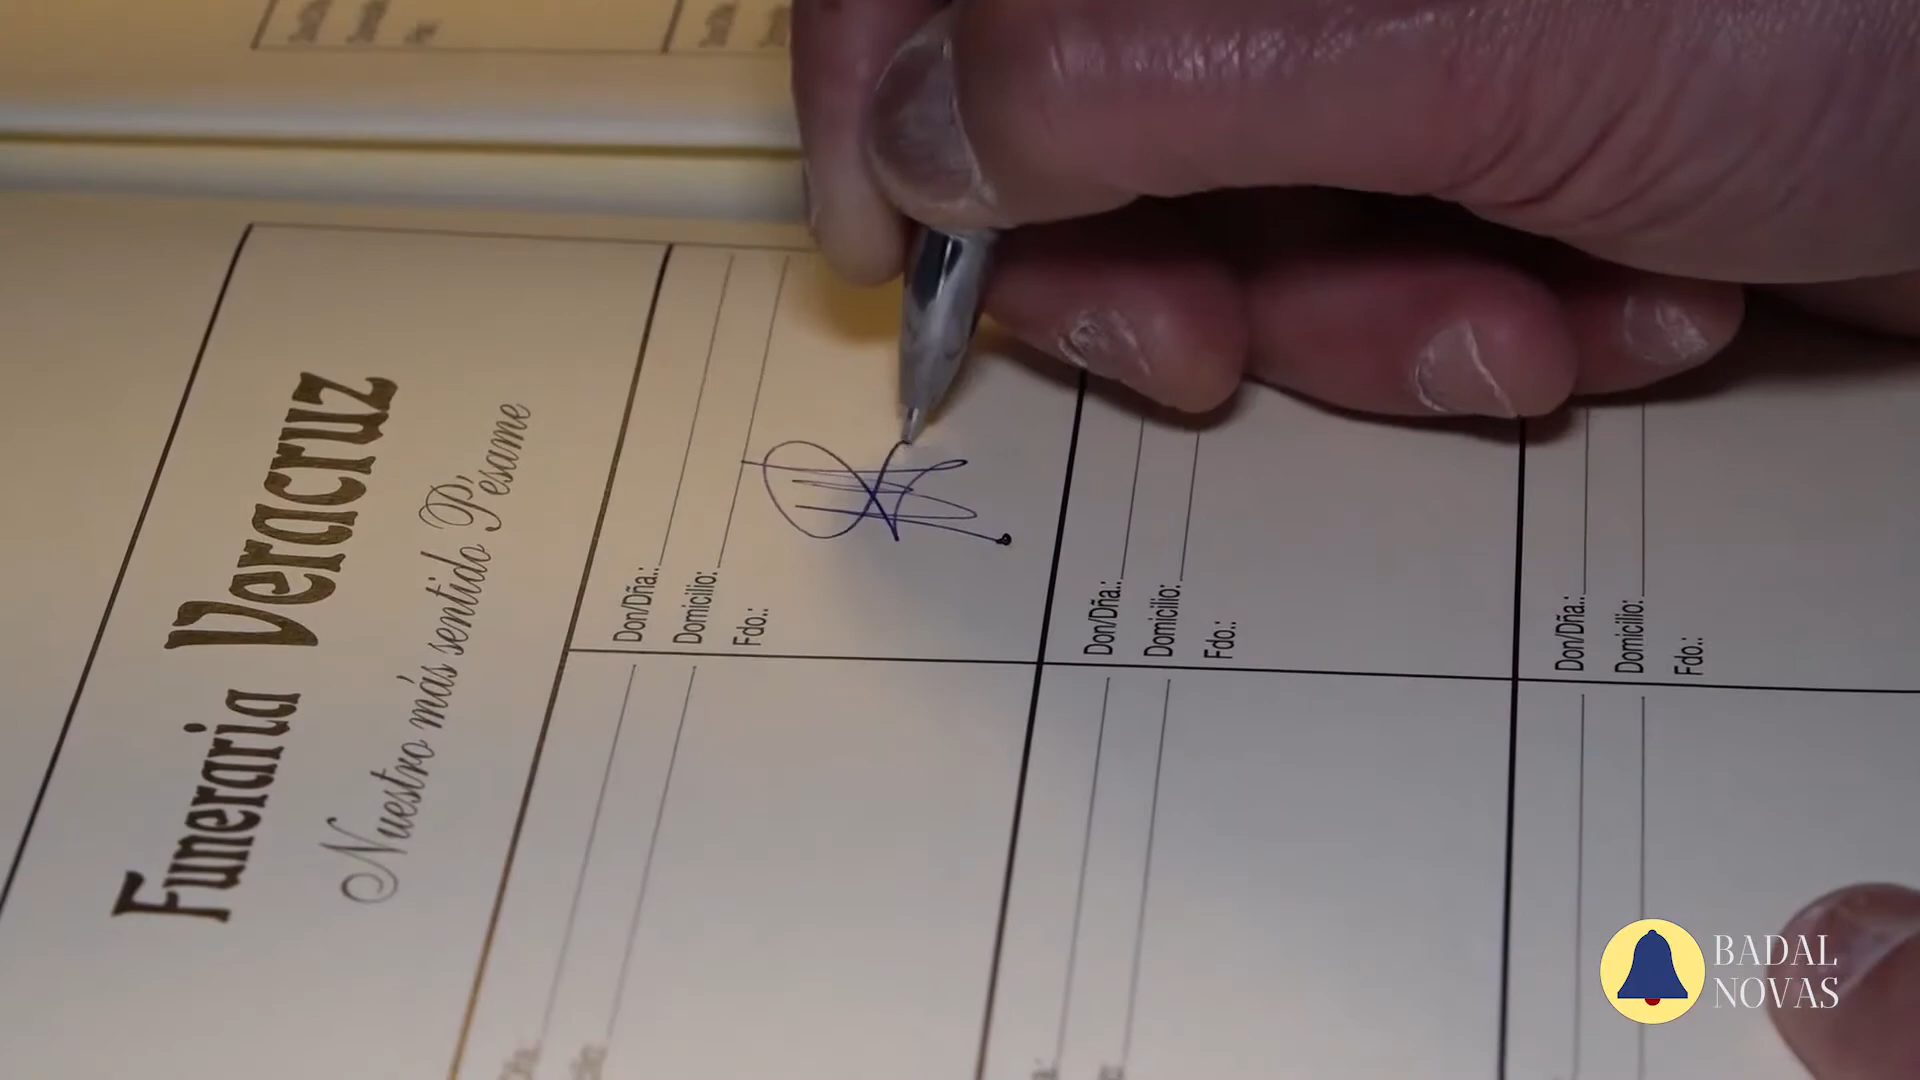 Funeraria Veracruz
Nuestro más sentido Pésame
Don/Dña.:
Domicilio:
Fdo.:
Don/Dña.:
Domicilio:
Fdo.:
Don/Dña.:
Domicilio:
Fdo.:
BADAL
NOVAS